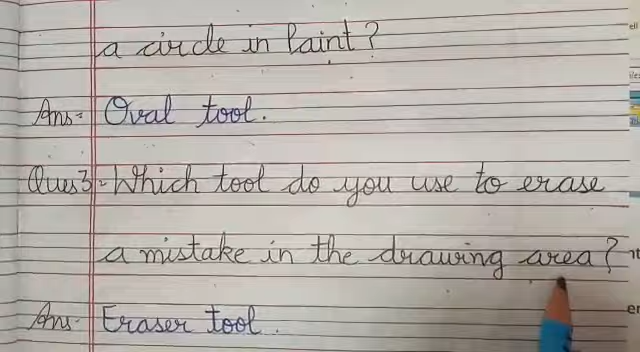 a circle in Paint?
Ans- Oval tool.
Ques3- Which tool do you use to erase
a mistake in the drawing area?
Ans- Eraser tool.